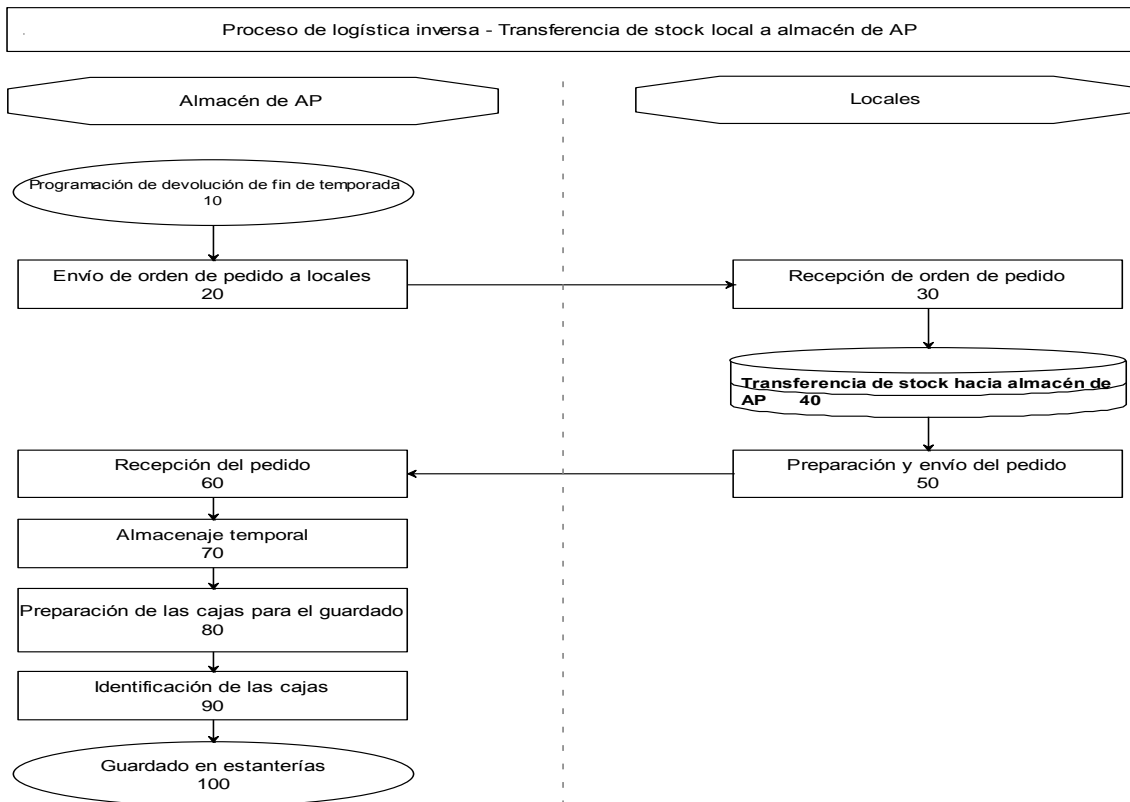 Proceso de logística inversa - Transferencia de stock local a almacén de AP
Almacén de AP
Locales
Programación de devolución de fin de temporada
10
Envío de orden de pedido a locales
20
Recepción de orden de pedido
30
Transferencia de stock hacia almacén de
AP 40
Preparación y envío del pedido
50
Recepción del pedido
60
Almacenaje temporal
70
Preparación de las cajas para el guardado
80
Identificación de las cajas
90
Guardado en estanterías
100